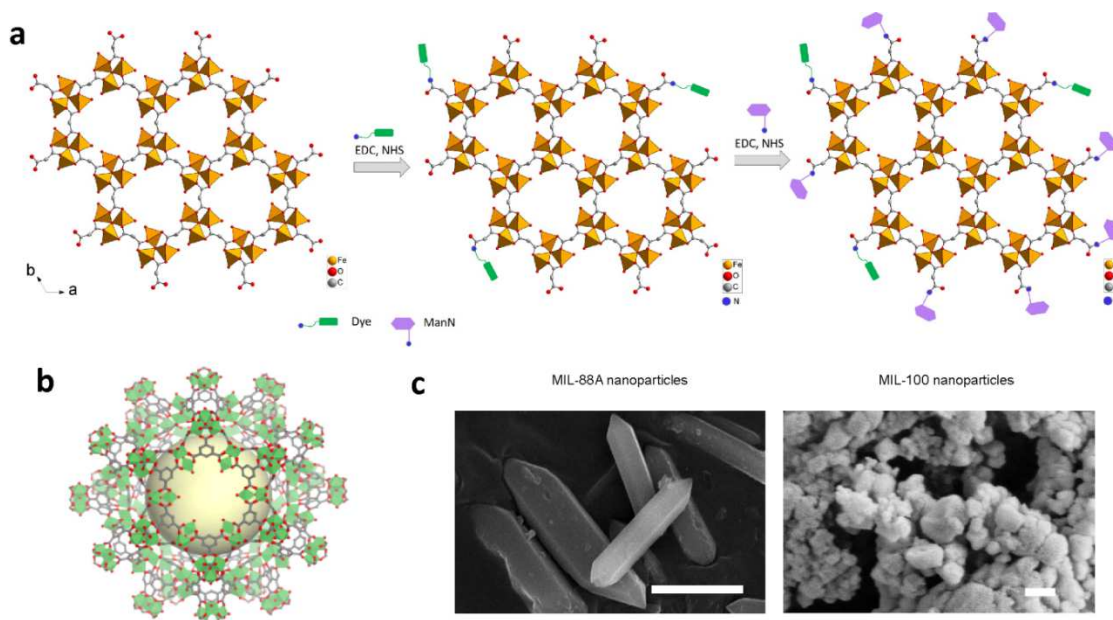 a
EDC, NHS
EDC, NHS
b
a
Fe
O
C
Fe
O
C
N
Dye
ManN
b
c
MIL-88A nanoparticles
MIL-100 nanoparticles